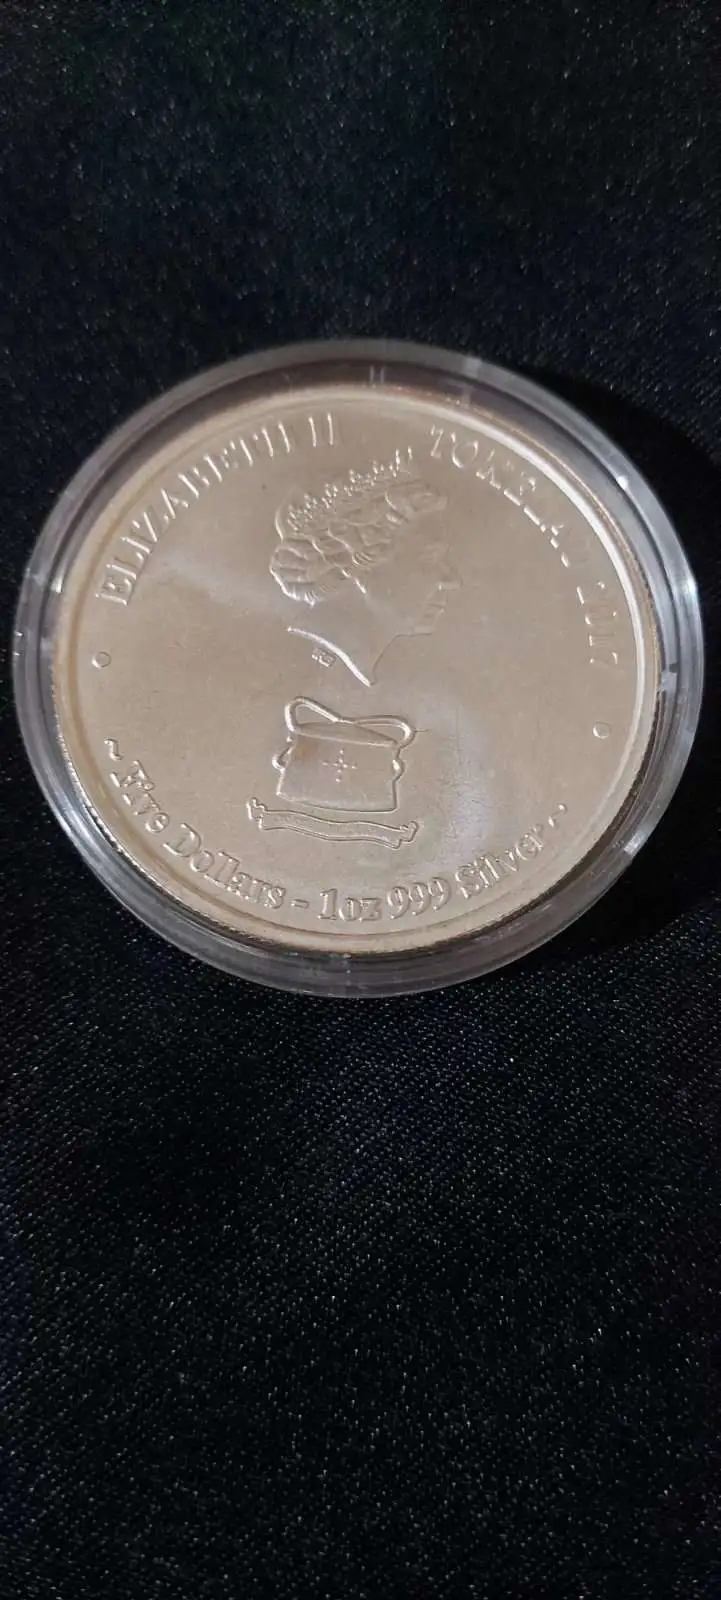 ELIZABETH II
TOKELAU 2017
~ Five Dollars - 1oz 999 Silver ~